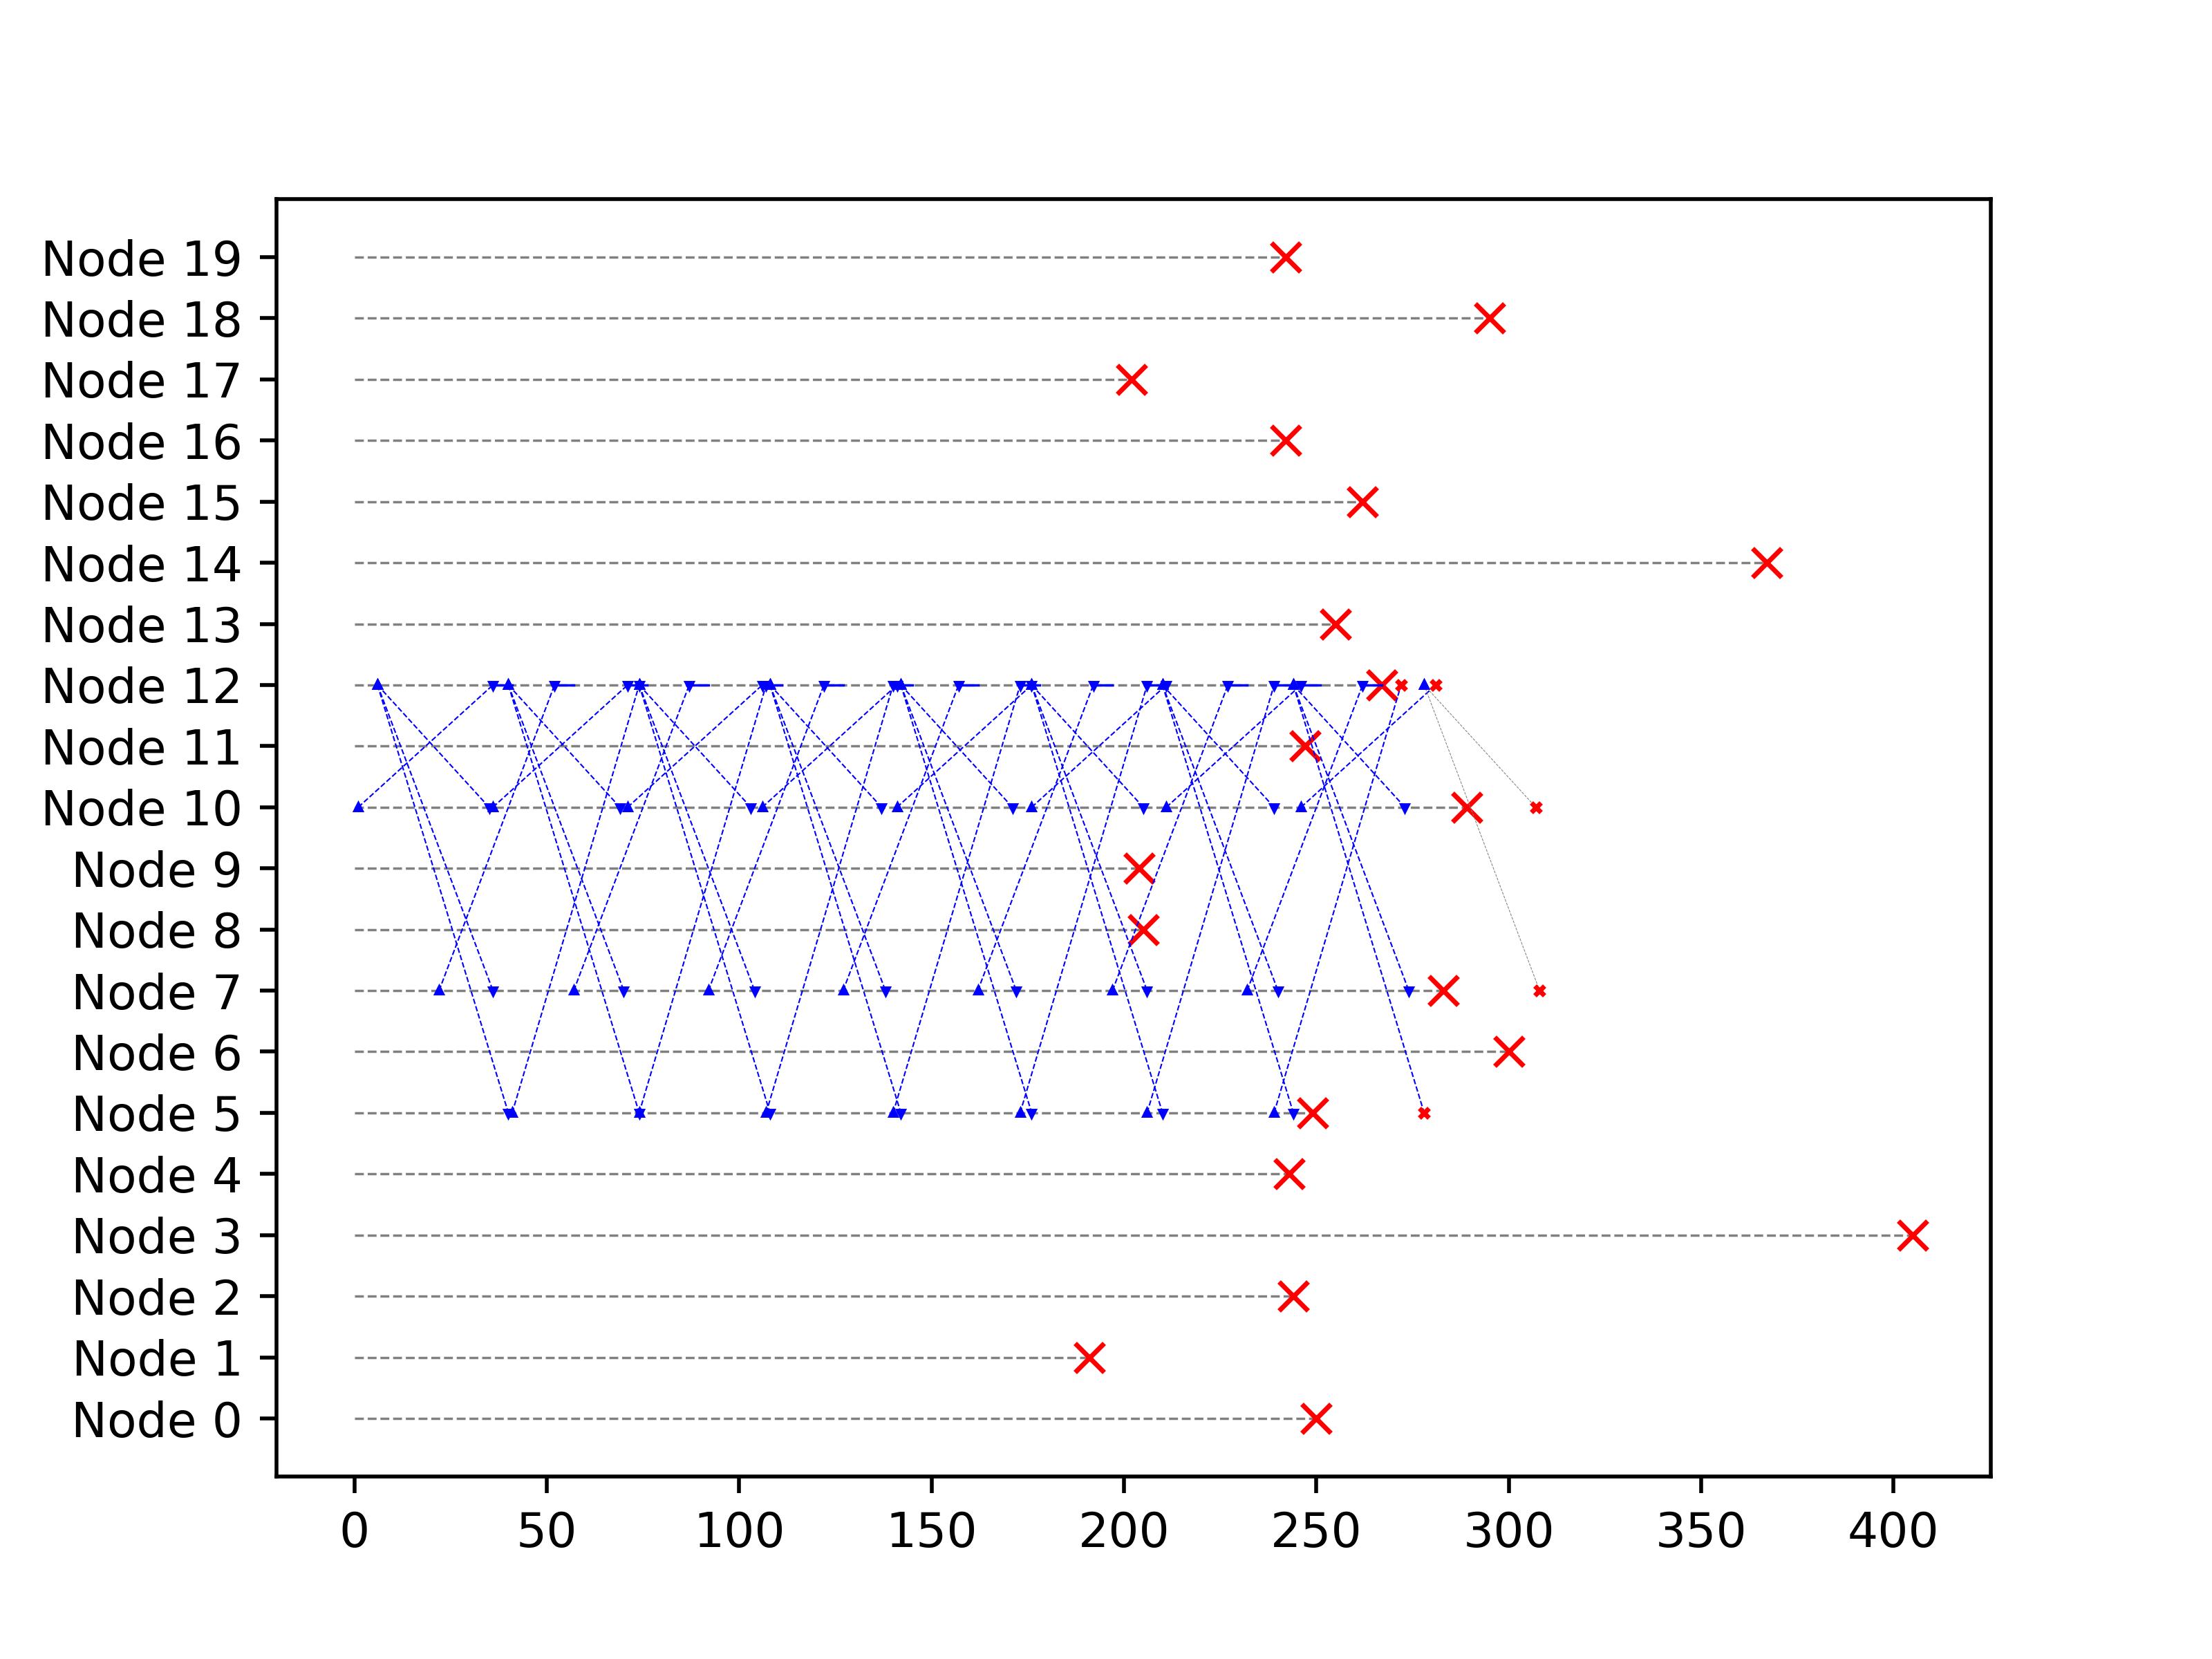 Node 19
Node 18
Node 17
Node 16
Node 15
Node 14
Node 13
Node 12
Node 11
Node 10
Node 9
Node 8
Node 7
Node 6
Node 5
Node 4
Node 3
Node 2
Node 1
Node 0
0 50 100 150 200 250 300 350 400